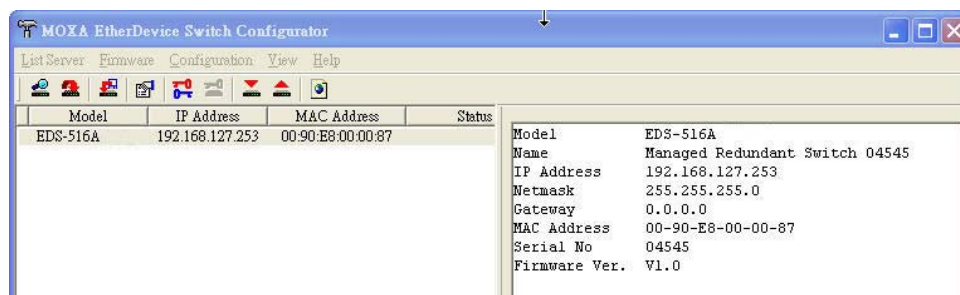 MOXA EtherDevice Switch Configurator
List Server Firmware Configuration View Help
Model IP Address MAC Address Status
EDS-516A 192.168.127.253 00:90:E8:00:00:87
Model EDS-516A
Name Managed Redundant Switch 04545
IP Address 192.168.127.253
Netmask 255.255.255.0
Gateway 0.0.0.0
MAC Address 00-90-E8-00-00-87
Serial No 04545
Firmware Ver. V1.0